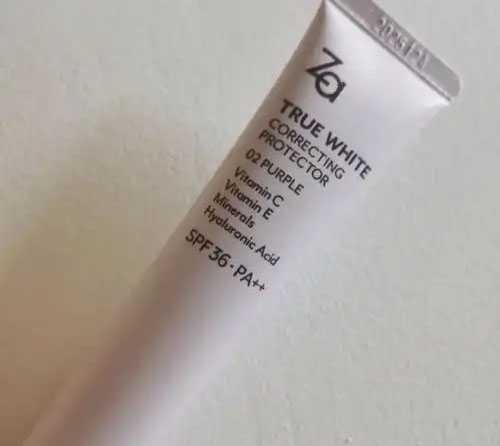 Za
TRUE WHITE
CORRECTING
PROTECTOR
02 PURPLE
Vitamin C
Vitamin E
Minerals
Hyaluronic Acid
SPF 36 · PA++